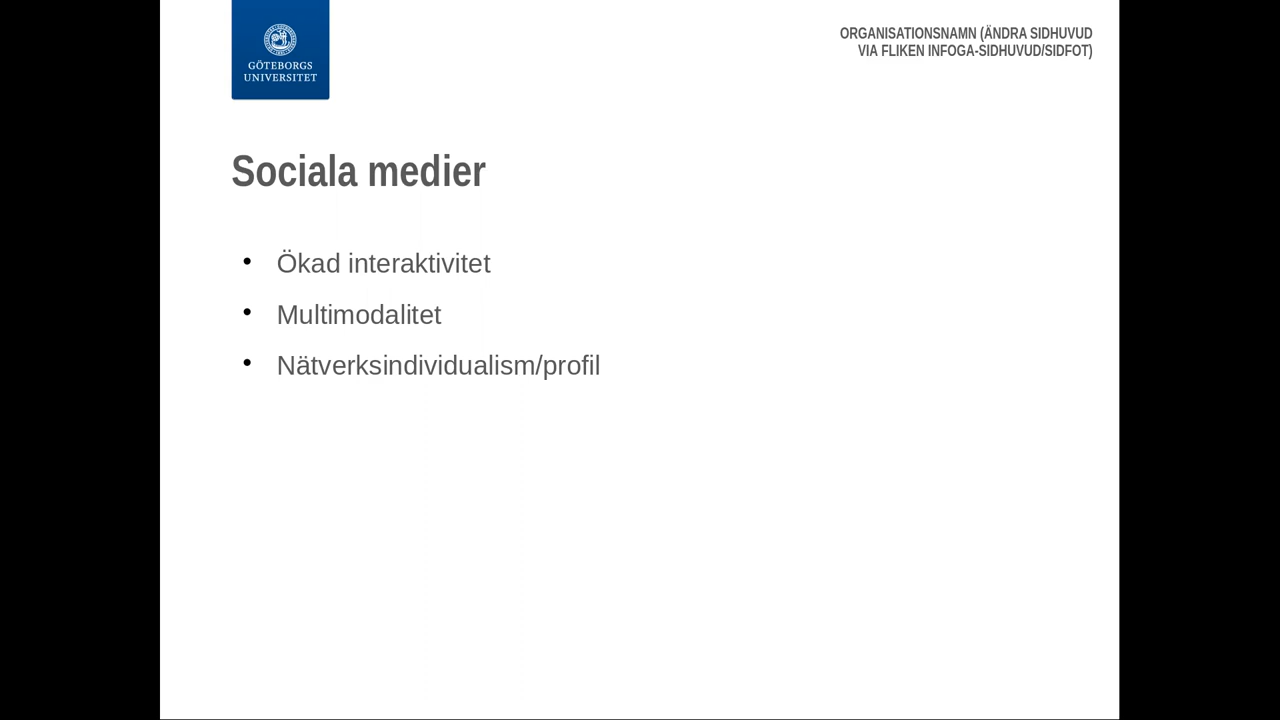 GÖTEBORGS
UNIVERSITET
ORGANISATIONSNAMN (ÄNDRA SIDHUVUD
VIA FLIKEN INFOGA-SIDHUVUD/SIDFOT)
Sociala medier
• Ökad interaktivitet
• Multimodalitet
• Nätverksindividualism/profil